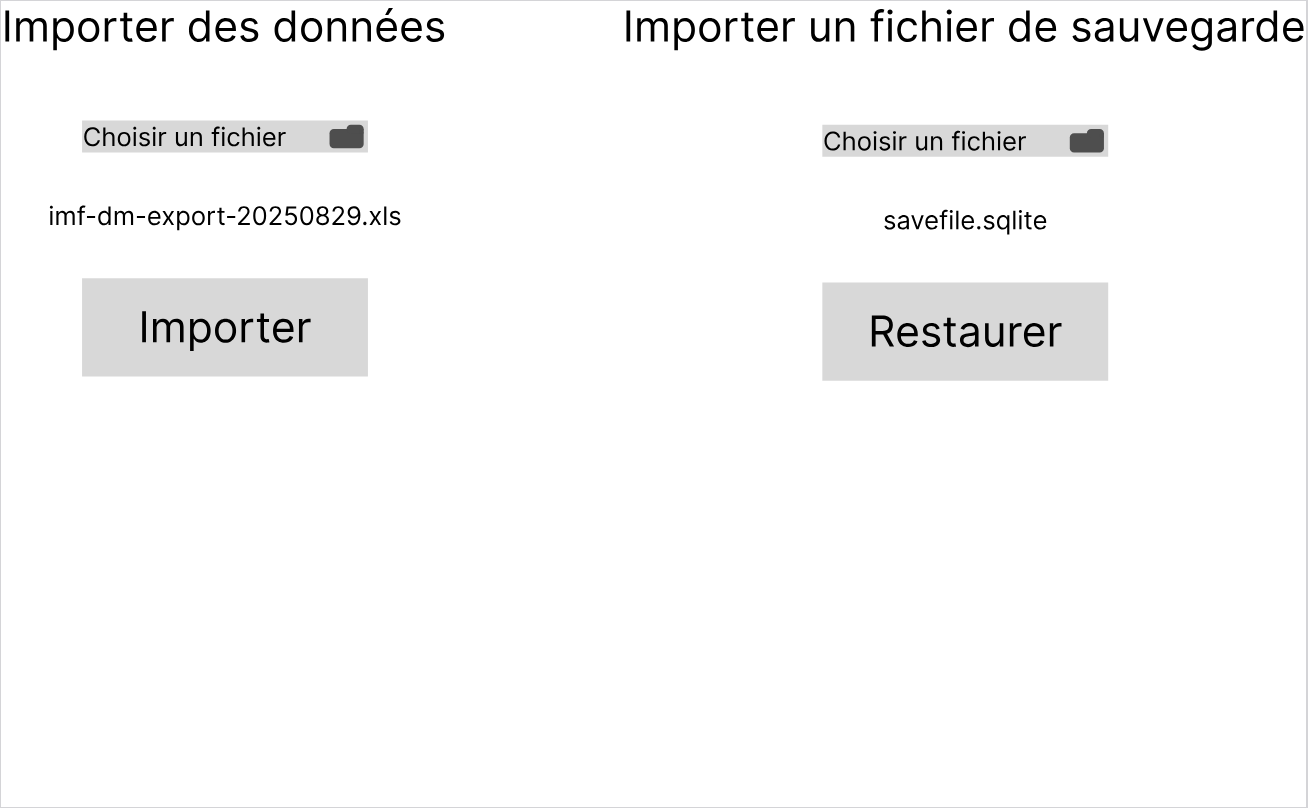 Importer des données
Choisir un fichier
imf-dm-export-20250829.xls
Importer
Importer un fichier de sauvegarde
Choisir un fichier
savefile.sqlite
Restaurer